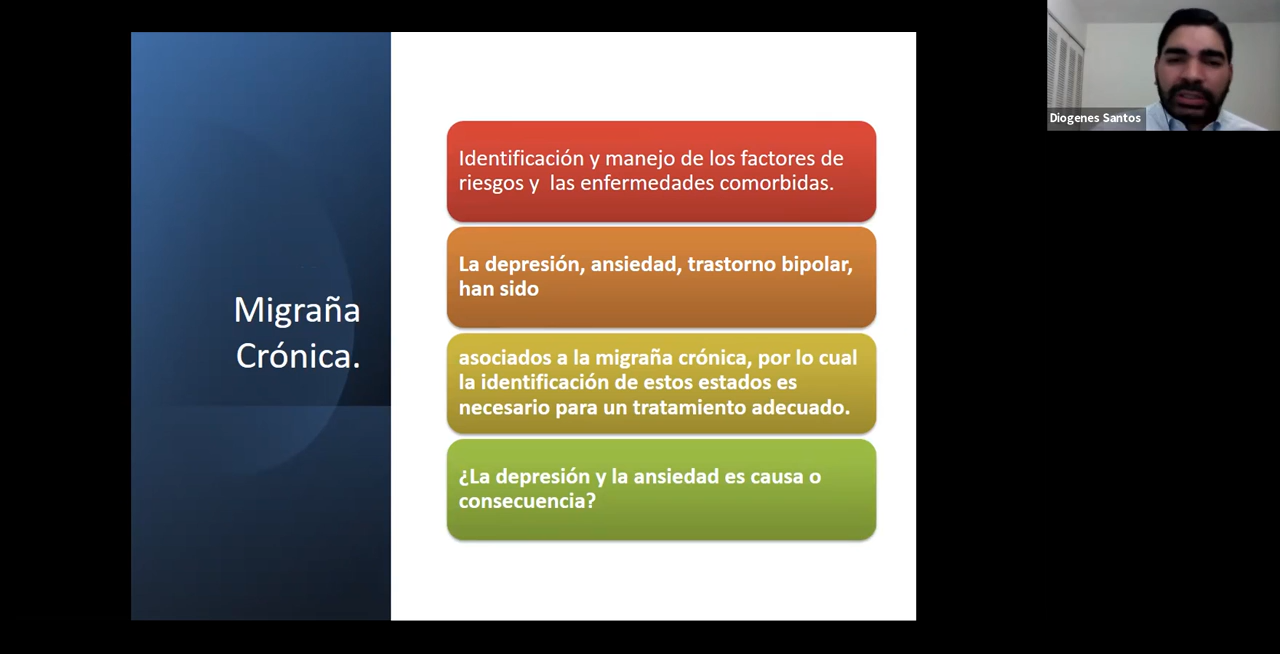 Migraña
Crónica.
Identificación y manejo de los factores de
riesgos y  las enfermedades comorbidas.
La depresión, ansiedad, trastorno bipolar,
han sido
asociados a la migraña crónica, por lo cual
la identificación de estos estados es
necesario para un tratamiento adecuado.
¿La depresión y la ansiedad es causa o
consecuencia?
Diogenes Santos